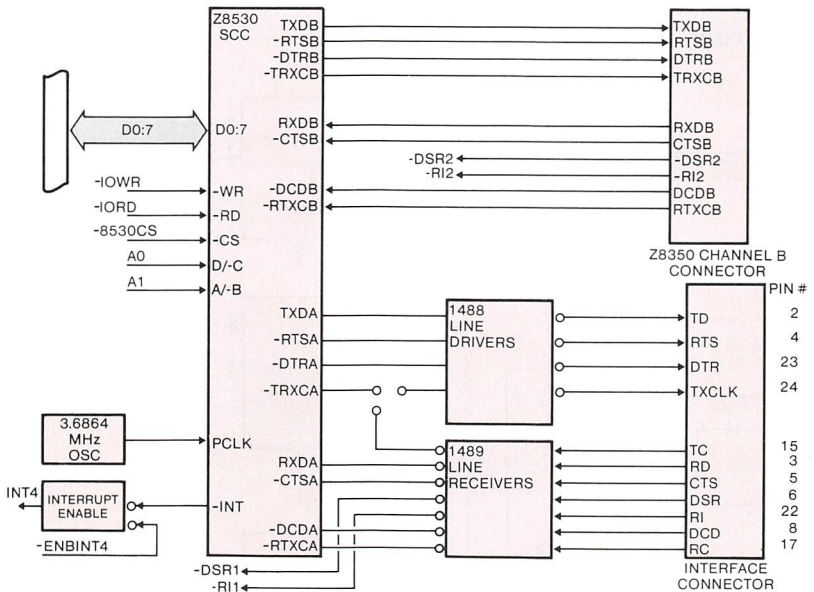 Z8530
SCC
TXDB
-RTSB
-DTRB
-TRXCB
RXDB
-CTSB
-DCDB
-RTXCB
TXDB
RTSB
DTRB
TRXCB
RXDB
CTSB
-DSR2
-RI2
DCDB
RTXCB
-DSR2
-RI2
Z8350 CHANNEL B
CONNECTOR
D0:7
D0:7
-IOWR
-WR
-IORD
-RD
-8530CS
-CS
A0
D/-C
A1
A/-B
PIN #
TXDA
-RTSA
-DTRA
-TRXCA
1488
LINE
DRIVERS
TD 2
RTS 4
DTR 23
TXCLK 24
3.6864
MHz
OSC
PCLK
RXDA
-CTSA
1489
LINE
RECEIVERS
TC 15
RD 3
CTS 5
DSR 6
RI 22
DCD 8
RC 17
INT4
INTERRUPT
ENABLE
-INT
-ENBINT4
-DCDA
-RTXCA
-DSR1
-RI1
INTERFACE
CONNECTOR